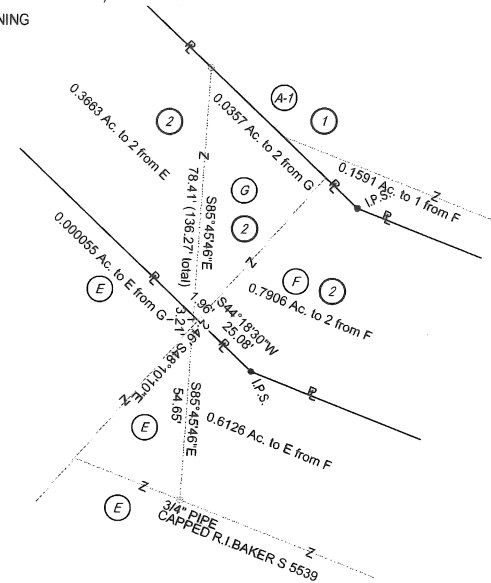 NING
A-1
1
2
0.3663 Ac. to 2 from E
0.0357 Ac. to 2 from G
0.1591 Ac. to 1 from F
I.P.S.
S85°45'46"E
78.41' (136.27' total)
G
2
F
2
0.7906 Ac. to 2 from F
0.000055 Ac. to E from G
E
1.96'
S44°18'30"W
25.08'
3.21'
S48°10'10"E
I.P.S.
S85°45'46"E
54.65'
E
0.6126 Ac. to E from F
E
3/4" PIPE
CAPPED R.I.BAKER S 5539